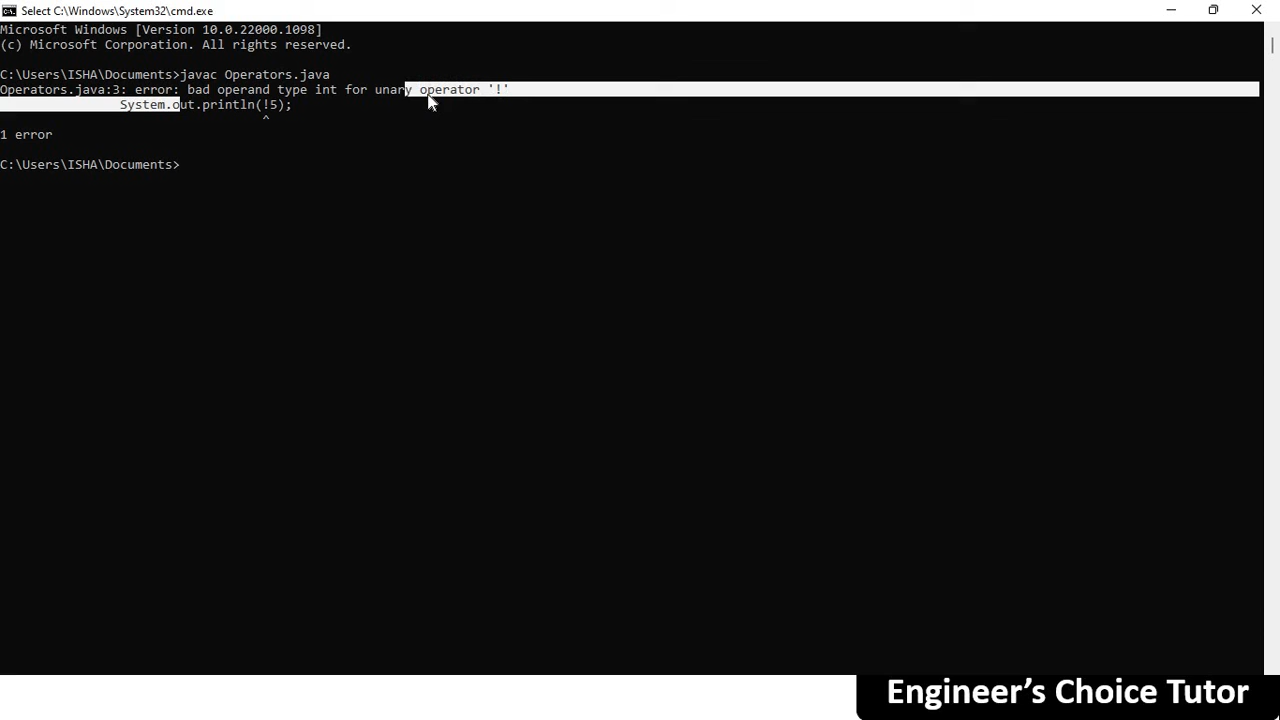 Select C:\Windows\System32\cmd.exe
Microsoft Windows [Version 10.0.22000.1098]
(c) Microsoft Corporation. All rights reserved.
C:\Users\ISHA\Documents>javac Operators.java
Operators.java:3: error: bad operand type int for unary operator '!'
System.out.println(!5);
^
1 error
C:\Users\ISHA\Documents>
Engineer’s Choice Tutor